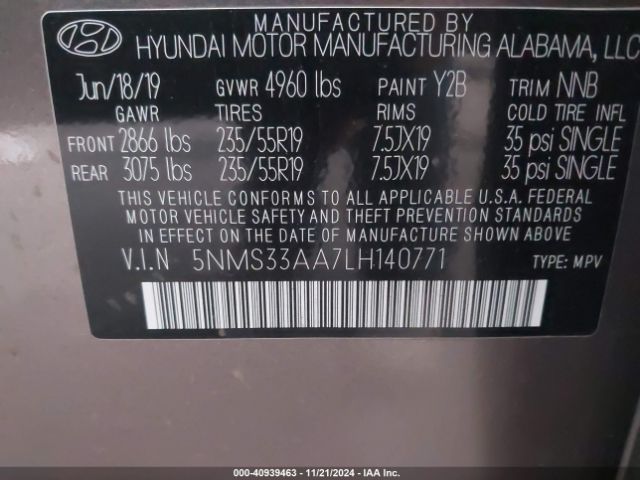 MANUFACTURED BY
HYUNDAI MOTOR MANUFACTURING ALABAMA, LLC
Jun/18/19 GVWR 4960 lbs PAINT Y2B TRIM NNB
GAWR TIRES RIMS COLD TIRE INFL
FRONT 2866 lbs 235/55R19 7.5JX19 35 psi SINGLE
REAR 3075 lbs 235/55R19 7.5JX19 35 psi SINGLE
THIS VEHICLE CONFORMS TO ALL APPLICABLE U.S.A. FEDERAL
MOTOR VEHICLE SAFETY AND THEFT PREVENTION STANDARDS
IN EFFECT ON THE DATE OF MANUFACTURE SHOWN ABOVE.
V.I.N 5NMS33AA7LH140771 TYPE: MPV
000-40939463 - 11/21/2024 - IAA Inc.